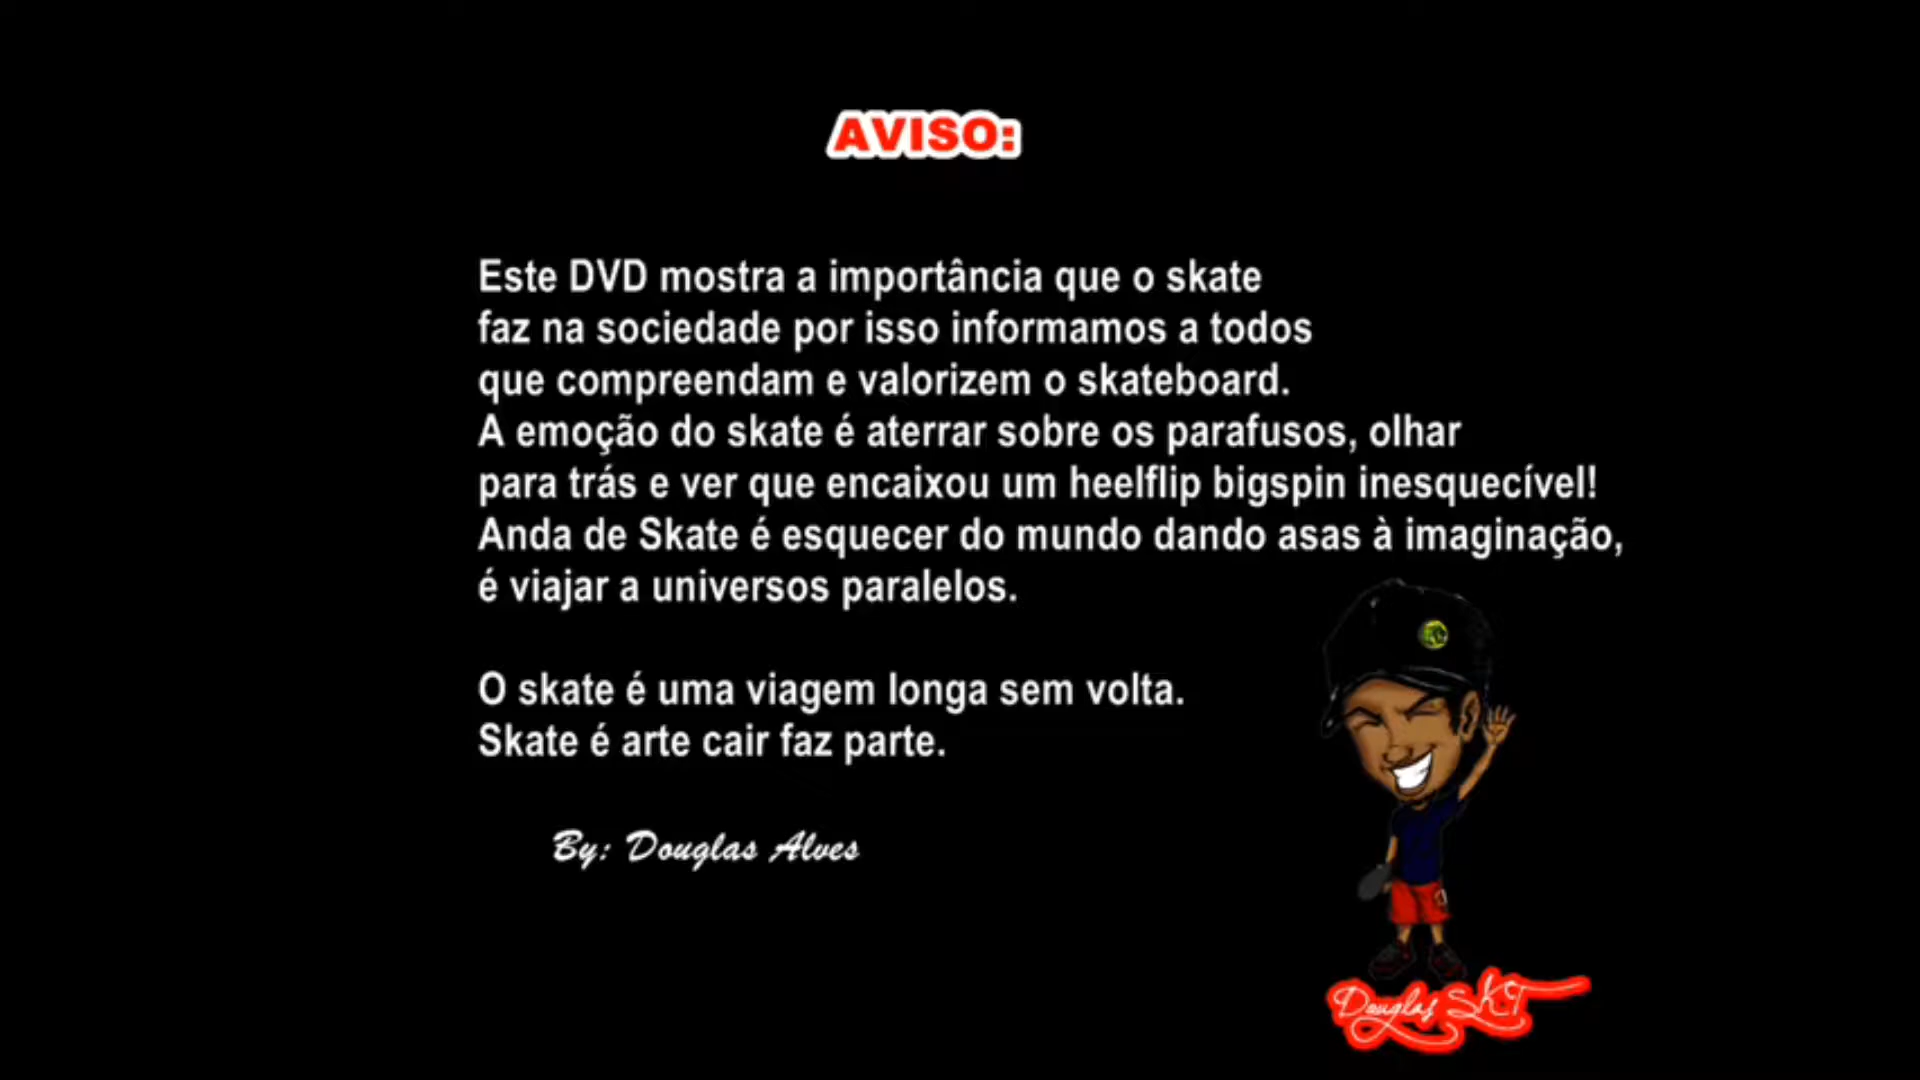 AVISO:
Este DVD mostra a importância que o skate
faz na sociedade por isso informamos a todos
que compreendam e valorizem o skateboard.
A emoção do skate é aterrar sobre os parafusos, olhar
para trás e ver que encaixou um heelflip bigspin inesquecível!
Anda de Skate é esquecer do mundo dando asas à imaginação,
é viajar a universos paralelos.
O skate é uma viagem longa sem volta.
Skate é arte cair faz parte.
By: Douglas Alves
Douglas SKT